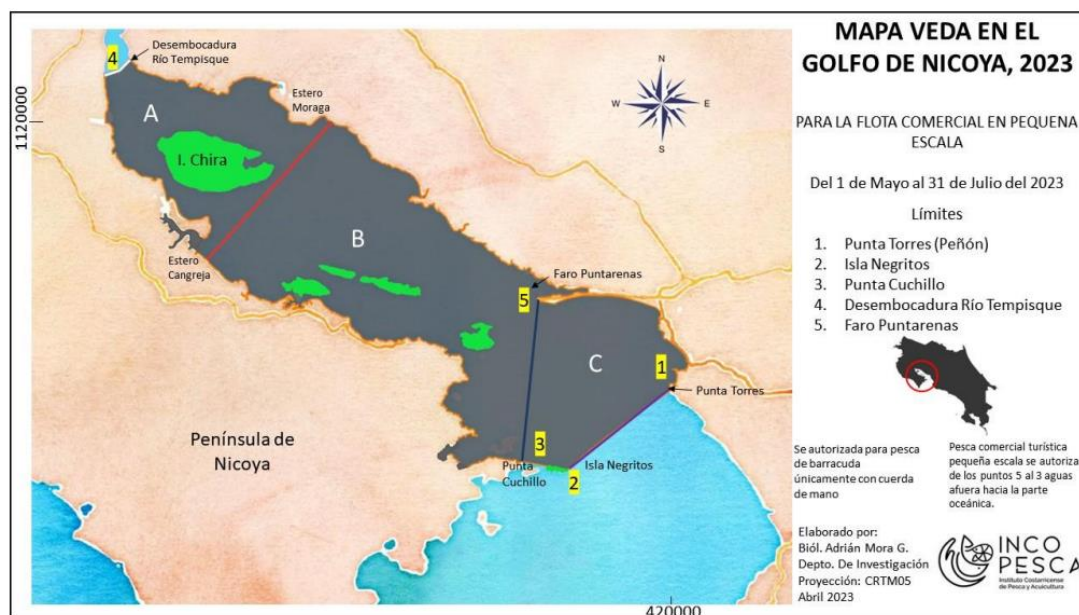 MAPA VEDA EN EL
GOLFO DE NICOYA, 2023
PARA LA FLOTA COMERCIAL EN PEQUENA
ESCALA
Del 1 de Mayo al 31 de Julio del 2023
Límites
1. Punta Torres (Peñón)
2. Isla Negritos
3. Punta Cuchillo
4. Desembocadura Río Tempisque
5. Faro Puntarenas
Se autorizada para pesca
de barracuda
únicamente con cuerda
de mano
Pesca comercial turística
pequeña escala se autoriza
de los puntos 5 al 3 aguas
afuera hacia la parte
oceánica.
Elaborado por:
Biól. Adrián Mora G.
Depto. De Investigación
Proyección: CRTM05
Abril 2023
INCO
PESCA
Instituto Costarricense
de Pesca y Acuicultura
4
Desembocadura
Río Tempisque
A
Estero
Moraga
N
W
E
S
1120000
I. Chira
B
Estero
Cangreja
Faro Puntarenas
5
C
1
Punta Torres
Península de
Nicoya
3
Punta
Cuchillo
Isla Negritos
2
420000